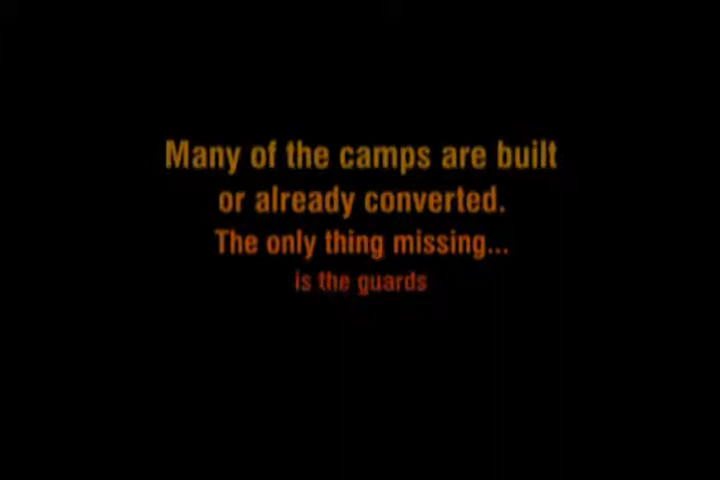 Many of the camps are built
or already converted.
The only thing missing...
is the guards